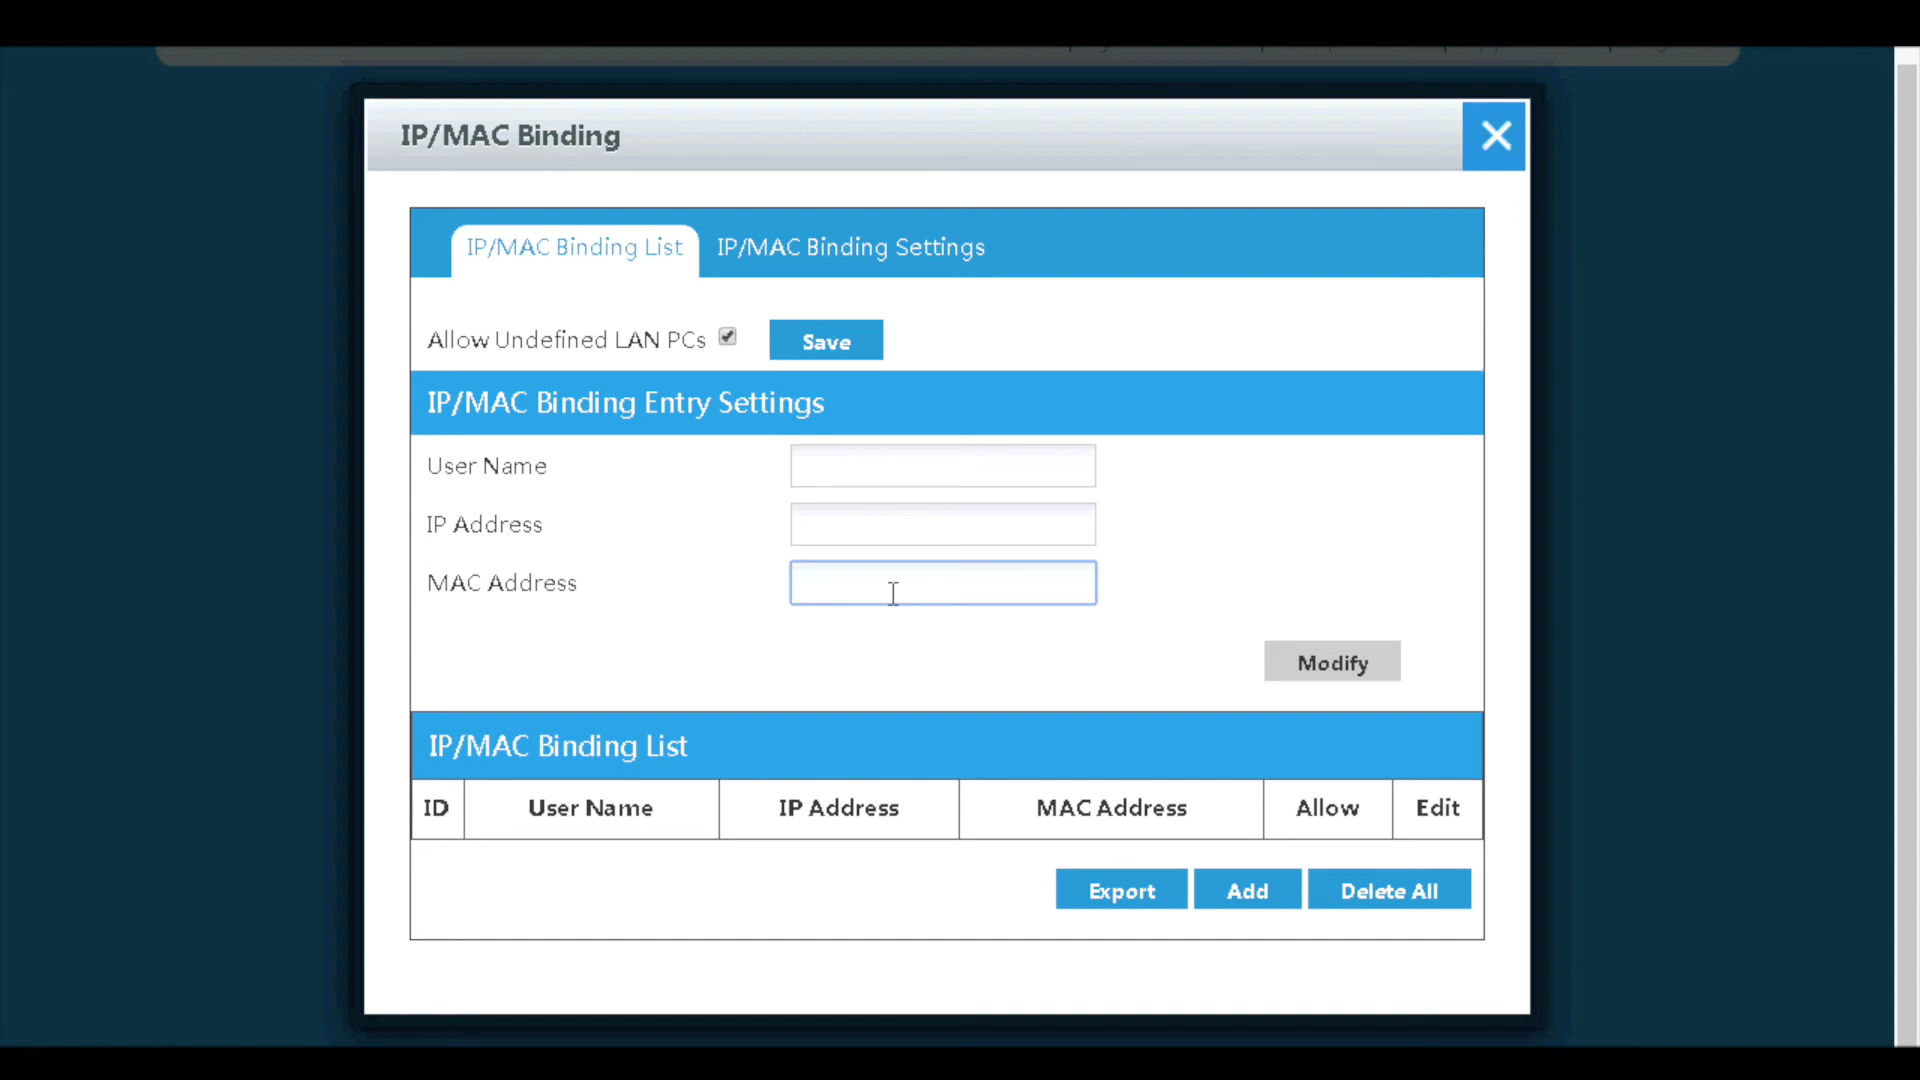 IP/MAC Binding
IP/MAC Binding List IP/MAC Binding Settings
Allow Undefined LAN PCs Save
IP/MAC Binding Entry Settings
User Name
IP Address
MAC Address
Modify
IP/MAC Binding List
ID User Name IP Address MAC Address Allow Edit
Export Add Delete All